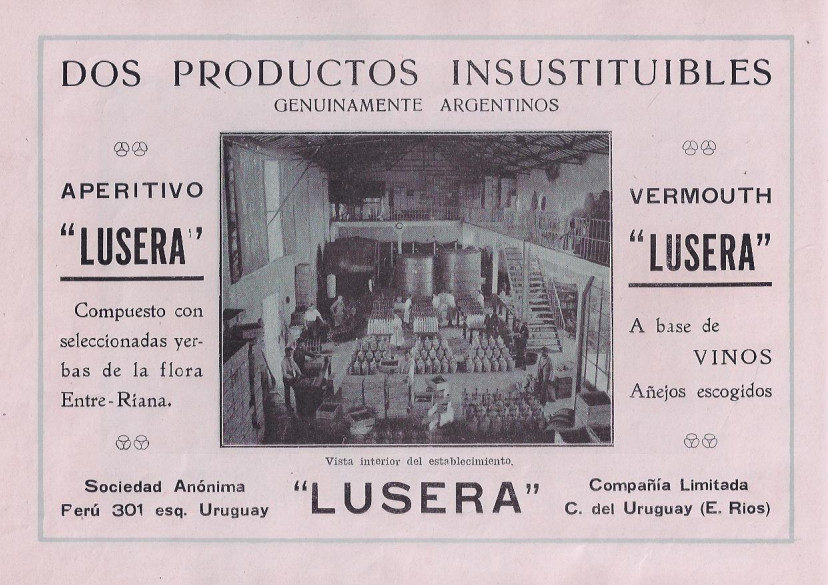 DOS PRODUCTOS INSUSTITUIBLES
GENUINAMENTE ARGENTINOS
APERITIVO
"LUSERA"
Compuesto con
seleccionadas yer-
bas de la flora
Entre-Riana.
VERMOUTH
"LUSERA"
A base de
VINOS
Añejos escogidos
Vista interior del establecimiento.
Sociedad Anónima
Perú 301 esq. Uruguay
"LUSERA"
Compañía Limitada
C. del Uruguay (E. Rios)